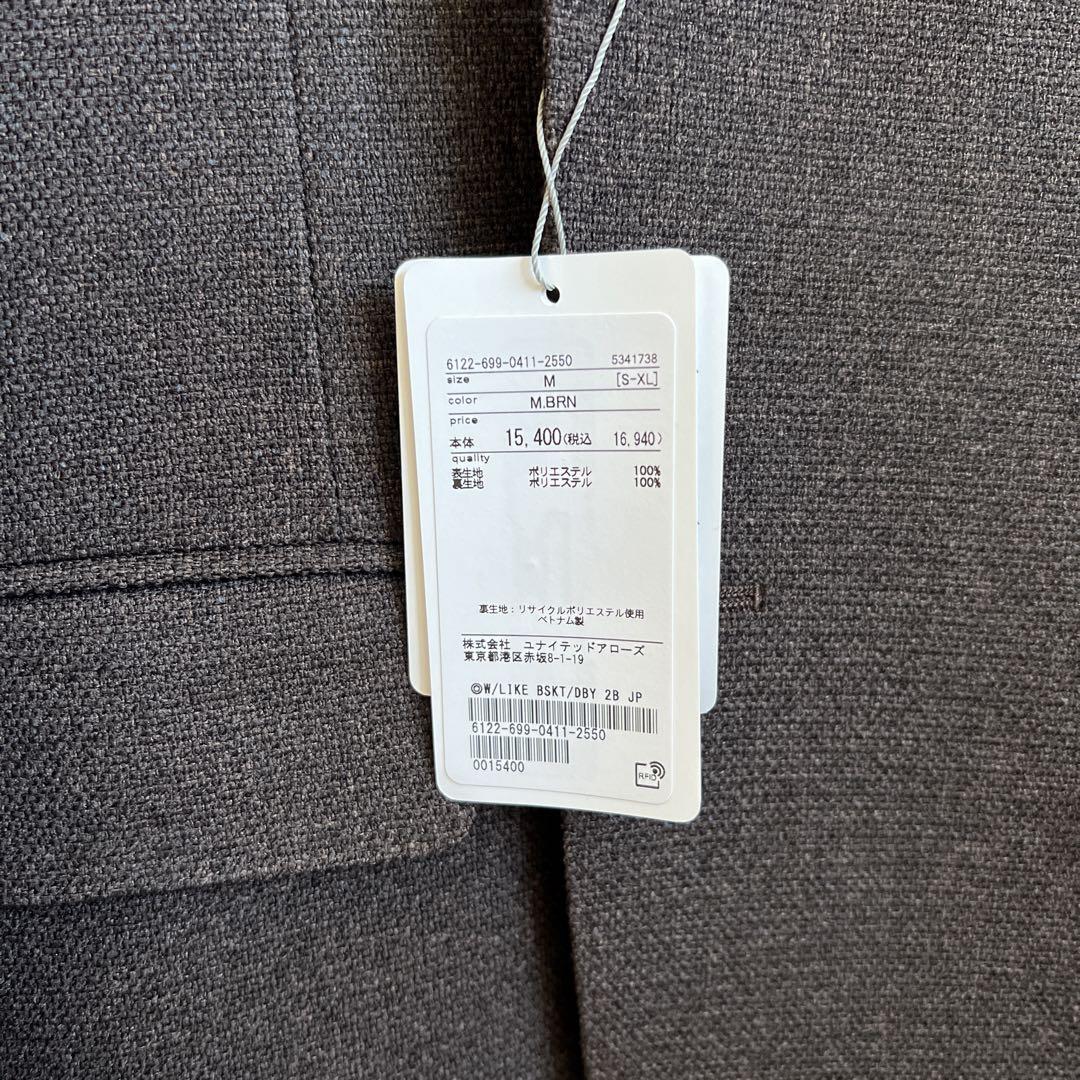 6122-699-0411-2550 5341738
size M [S-XL]
color M.BRN
price
本体 15,400(税込 16,940)
quality
表生地 ポリエステル 100%
裏生地 ポリエステル 100%
裏生地：リサイクルポリエステル使用
ベトナム製
株式会社 ユナイテッドアローズ
東京都港区赤坂8-1-19
©W/LIKE BSKT/DBY 2B JP
6122-699-0411-2550
0015400
RFID